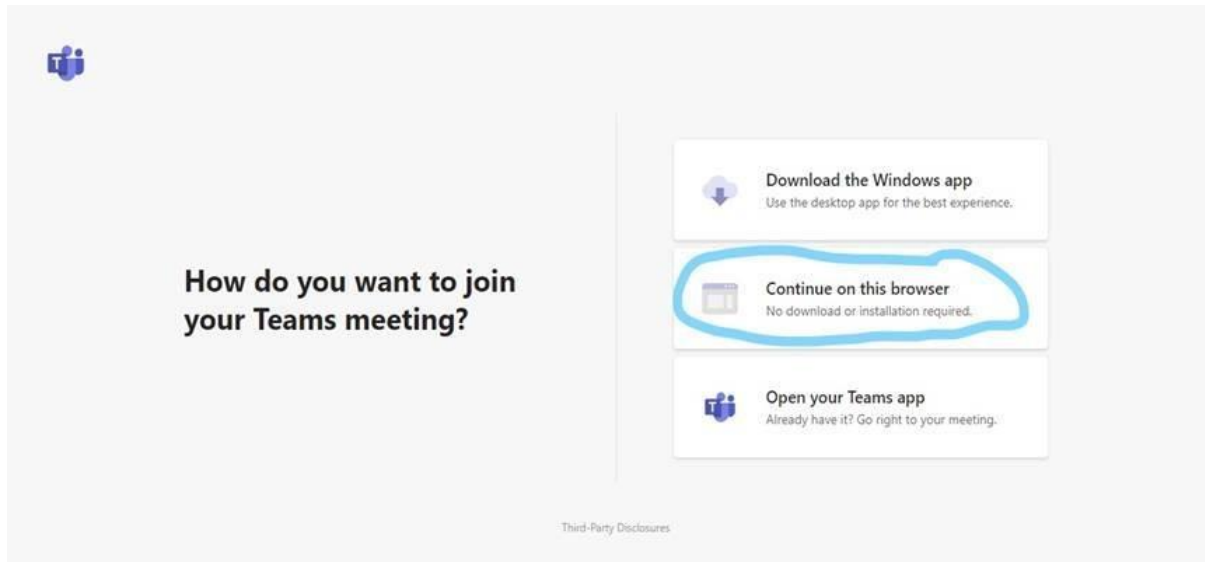 How do you want to join
your Teams meeting?
Download the Windows app
Use the desktop app for the best experience.
Continue on this browser
No download or installation required.
Open your Teams app
Already have it? Go right to your meeting.
Third-Party Disclosures